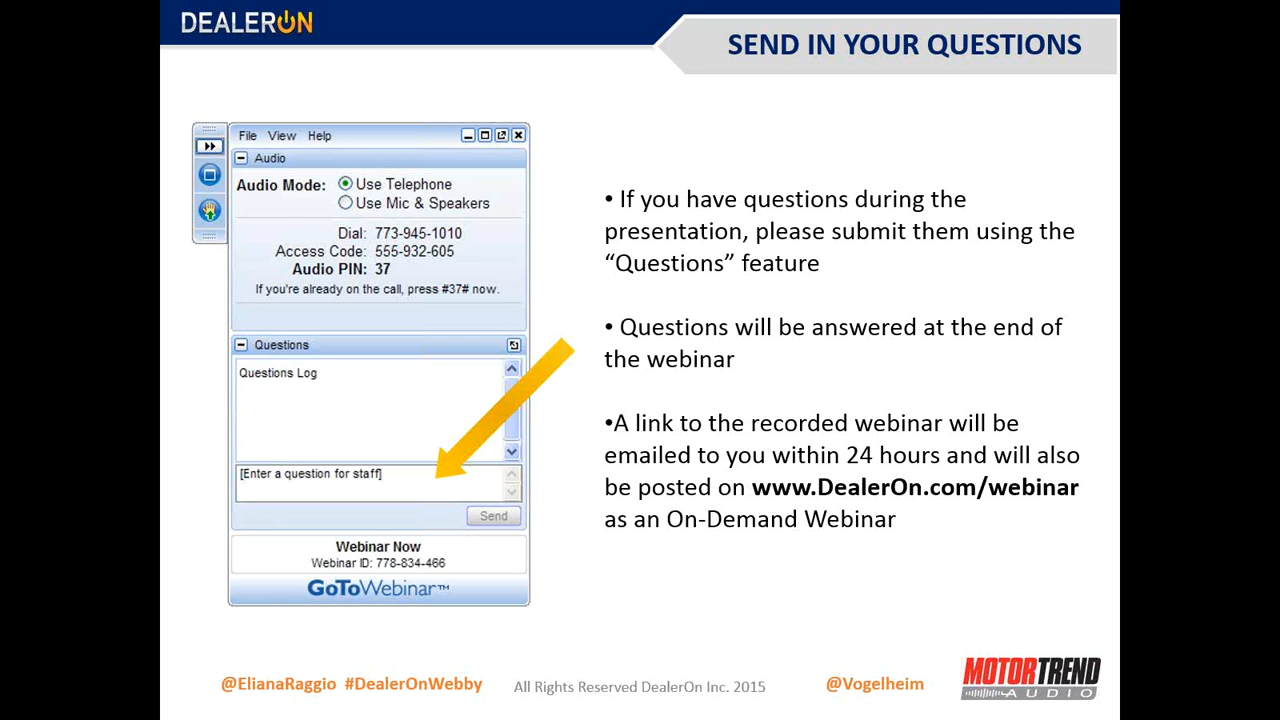 DEALERON
SEND IN YOUR QUESTIONS
File View Help
Audio
Audio Mode: Use Telephone
Use Mic & Speakers
Dial: 773-945-1010
Access Code: 555-932-605
Audio PIN: 37
If you're already on the call, press #37# now.
Questions
Questions Log
[Enter a question for staff]
Send
Webinar Now
Webinar ID: 778-834-466
GoToWebinar™
• If you have questions during the
presentation, please submit them using the
“Questions” feature
• Questions will be answered at the end of
the webinar
•A link to the recorded webinar will be
emailed to you within 24 hours and will also
be posted on www.DealerOn.com/webinar
as an On-Demand Webinar
@ElianaRaggio #DealerOnWebby
All Rights Reserved DealerOn Inc. 2015
@Vogelheim
MOTORTREND
AUDIO